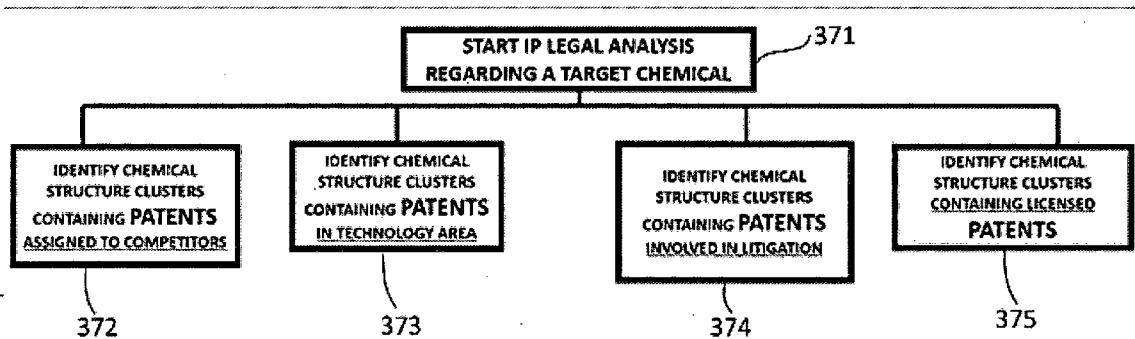 START IP LEGAL ANALYSIS
REGARDING A TARGET CHEMICAL
371
IDENTIFY CHEMICAL
STRUCTURE CLUSTERS
CONTAINING PATENTS
ASSIGNED TO COMPETITORS
372
IDENTIFY CHEMICAL
STRUCTURE CLUSTERS
CONTAINING PATENTS
IN TECHNOLOGY AREA
373
IDENTIFY CHEMICAL
STRUCTURE CLUSTERS
CONTAINING PATENTS
INVOLVED IN LITIGATION
374
IDENTIFY CHEMICAL
STRUCTURE CLUSTERS
CONTAINING LICENSED
PATENTS
375